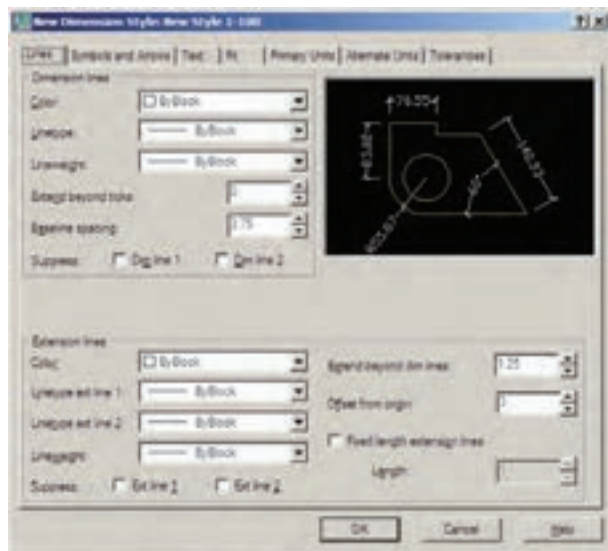 New Dimension Style: New Style 1-100
Lines Symbols and Arrows Text Fit Primary Units Alternate Units Tolerances
Dimension lines
Color: ByBlock
Linetype: ByBlock
Lineweight: ByBlock
Extend beyond ticks:
Baseline spacing: 3.75
Suppress: Dim line 1 Dim line 2
Extension lines
Color: ByBlock
Linetype ext line 1: ByBlock
Linetype ext line 2: ByBlock
Lineweight: ByBlock
Suppress: Ext line 1 Ext line 2
Extend beyond dim lines: 1.25
Offset from origin:
Fixed length extension lines
Length:
OK Cancel Help